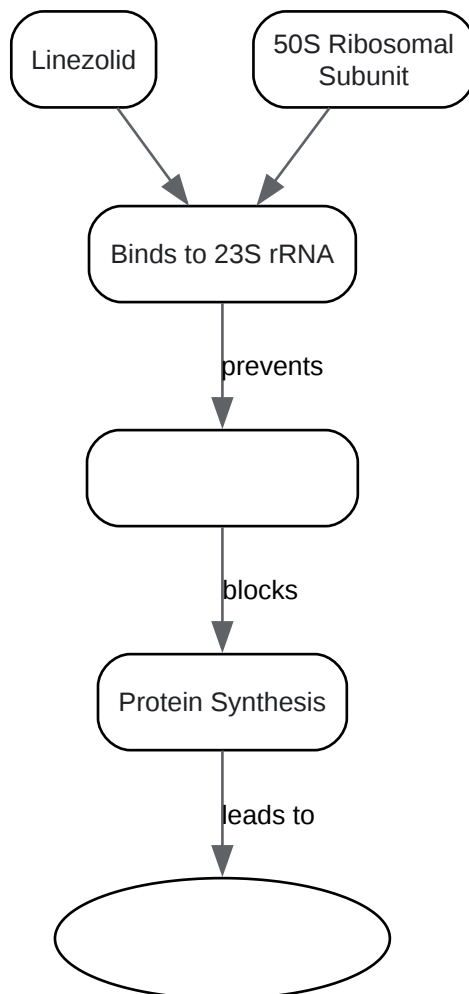 Linezolid
50S Ribosomal
Subunit
Binds to 23S rRNA
prevents
blocks
Protein Synthesis
leads to